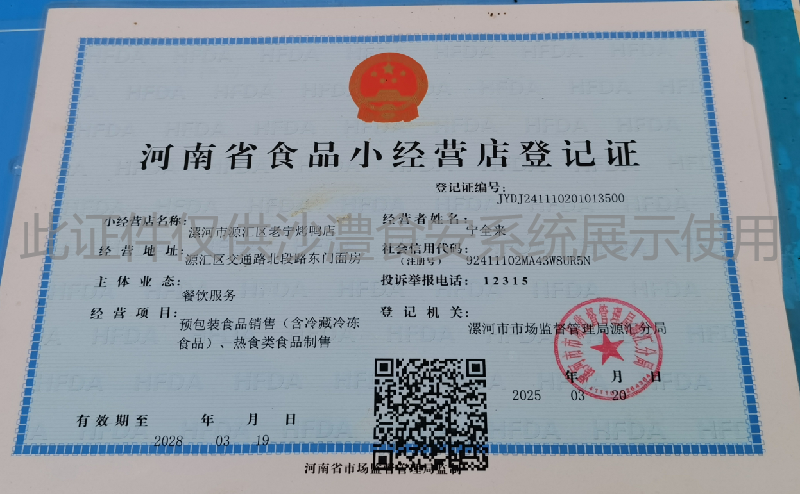 河南省食品小经营店登记证
登记证编号：
JYDJ241110201013500
小经营店名称：
漯河市源汇区老宁烤鸭店
经营者姓名：
宁全来
经营地址：
源汇区交通路北段路东门面房
社会信用代码：
（注册号）
92411102MA43W8UR5N
主体业态：
餐饮服务
投诉举报电话：12315
经营项目：
预包装食品销售（含冷藏冷冻
食品）、热食类食品制售
登记机关：
漯河市市场监督管理局源汇分局
年 月 日
2025 03 20
有效期至 年 月 日
2028 03 19
河南省市场监督管理局监制
此证件仅供沙澧食安系统展示使用